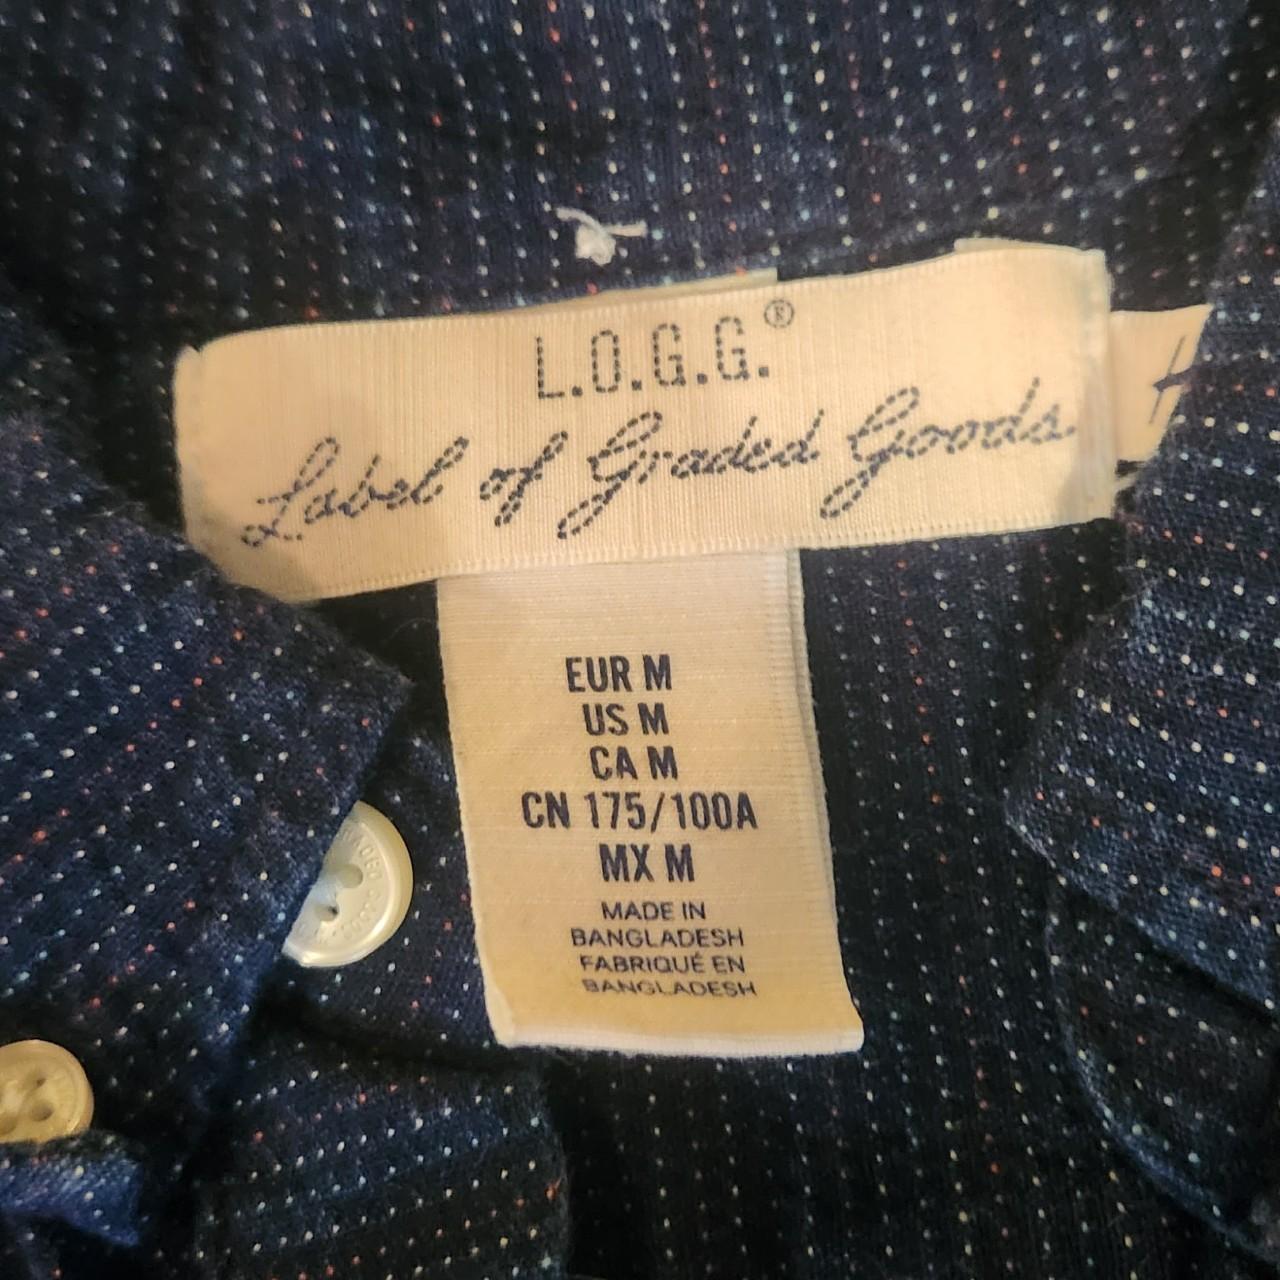 L.O.G.G.®
Label of Graded Goods
H
EUR M
US M
CA M
CN 175/100A
MX M
MADE IN
BANGLADESH
FABRIQUÉ EN
BANGLADESH